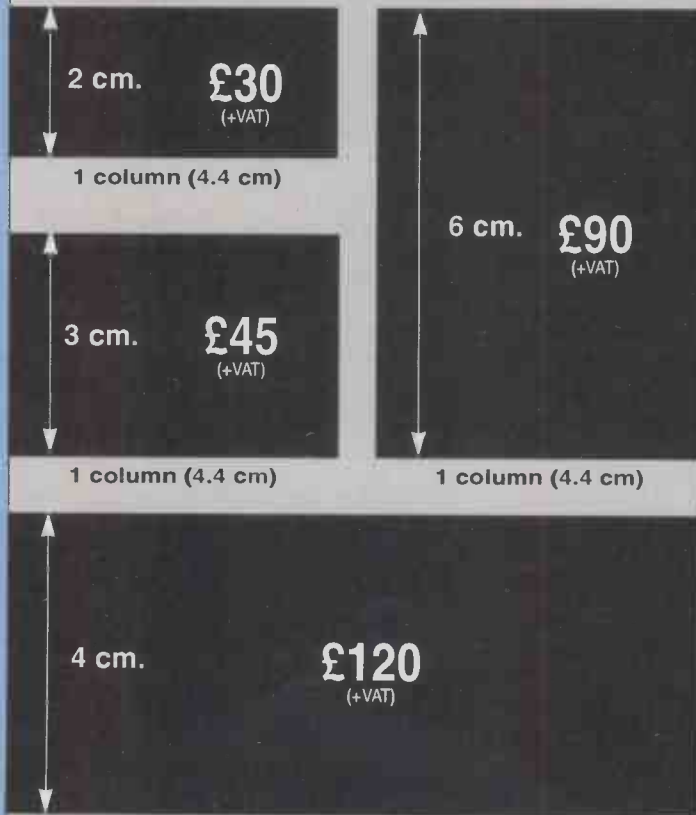 2 cm.
£30
(+VAT)
1 column (4.4 cm)
3 cm.
£45
(+VAT)
1 column (4.4 cm)
6 cm.
£90
(+VAT)
1 column (4.4 cm)
4 cm.
£120
(+VAT)